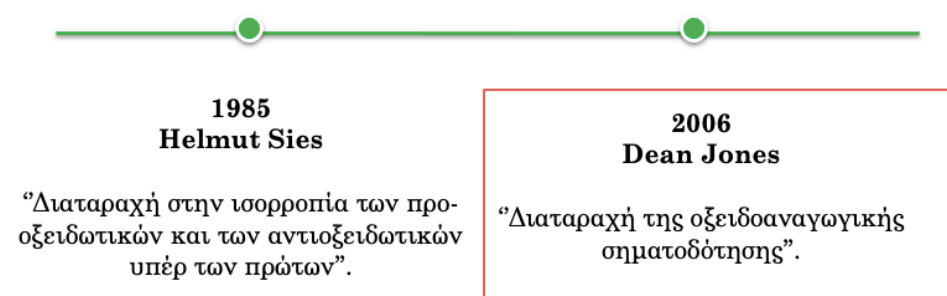 1985
Helmut Sies
‘’Διαταραχή στην ισορροπία των προ-
οξειδωτικών και των αντιοξειδωτικών
υπέρ των πρώτων”.
2006
Dean Jones
‘’Διαταραχή της οξειδοαναγωγικής
σηματοδότησης”.